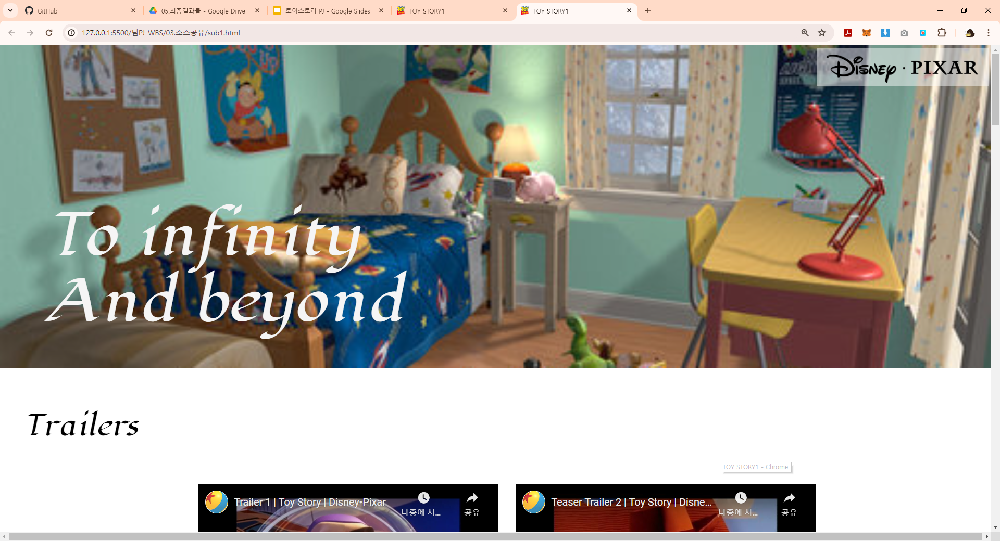 GitHub
05.최종결과물 - Google Drive
토이스토리 PJ - Google Slides
TOY STORY1
TOY STORY1
127.0.0.1:5500/팀PJ_WBS/03.소스공유/sub1.html
Disney · PIXAR
To infinity
And beyond
Trailers
TOY STORY1 - Chrome
Trailer 1 | Toy Story | Disney•Pixar
나중에 시...
공유
Teaser Trailer 2 | Toy Story | Disne...
나중에 시...
공유